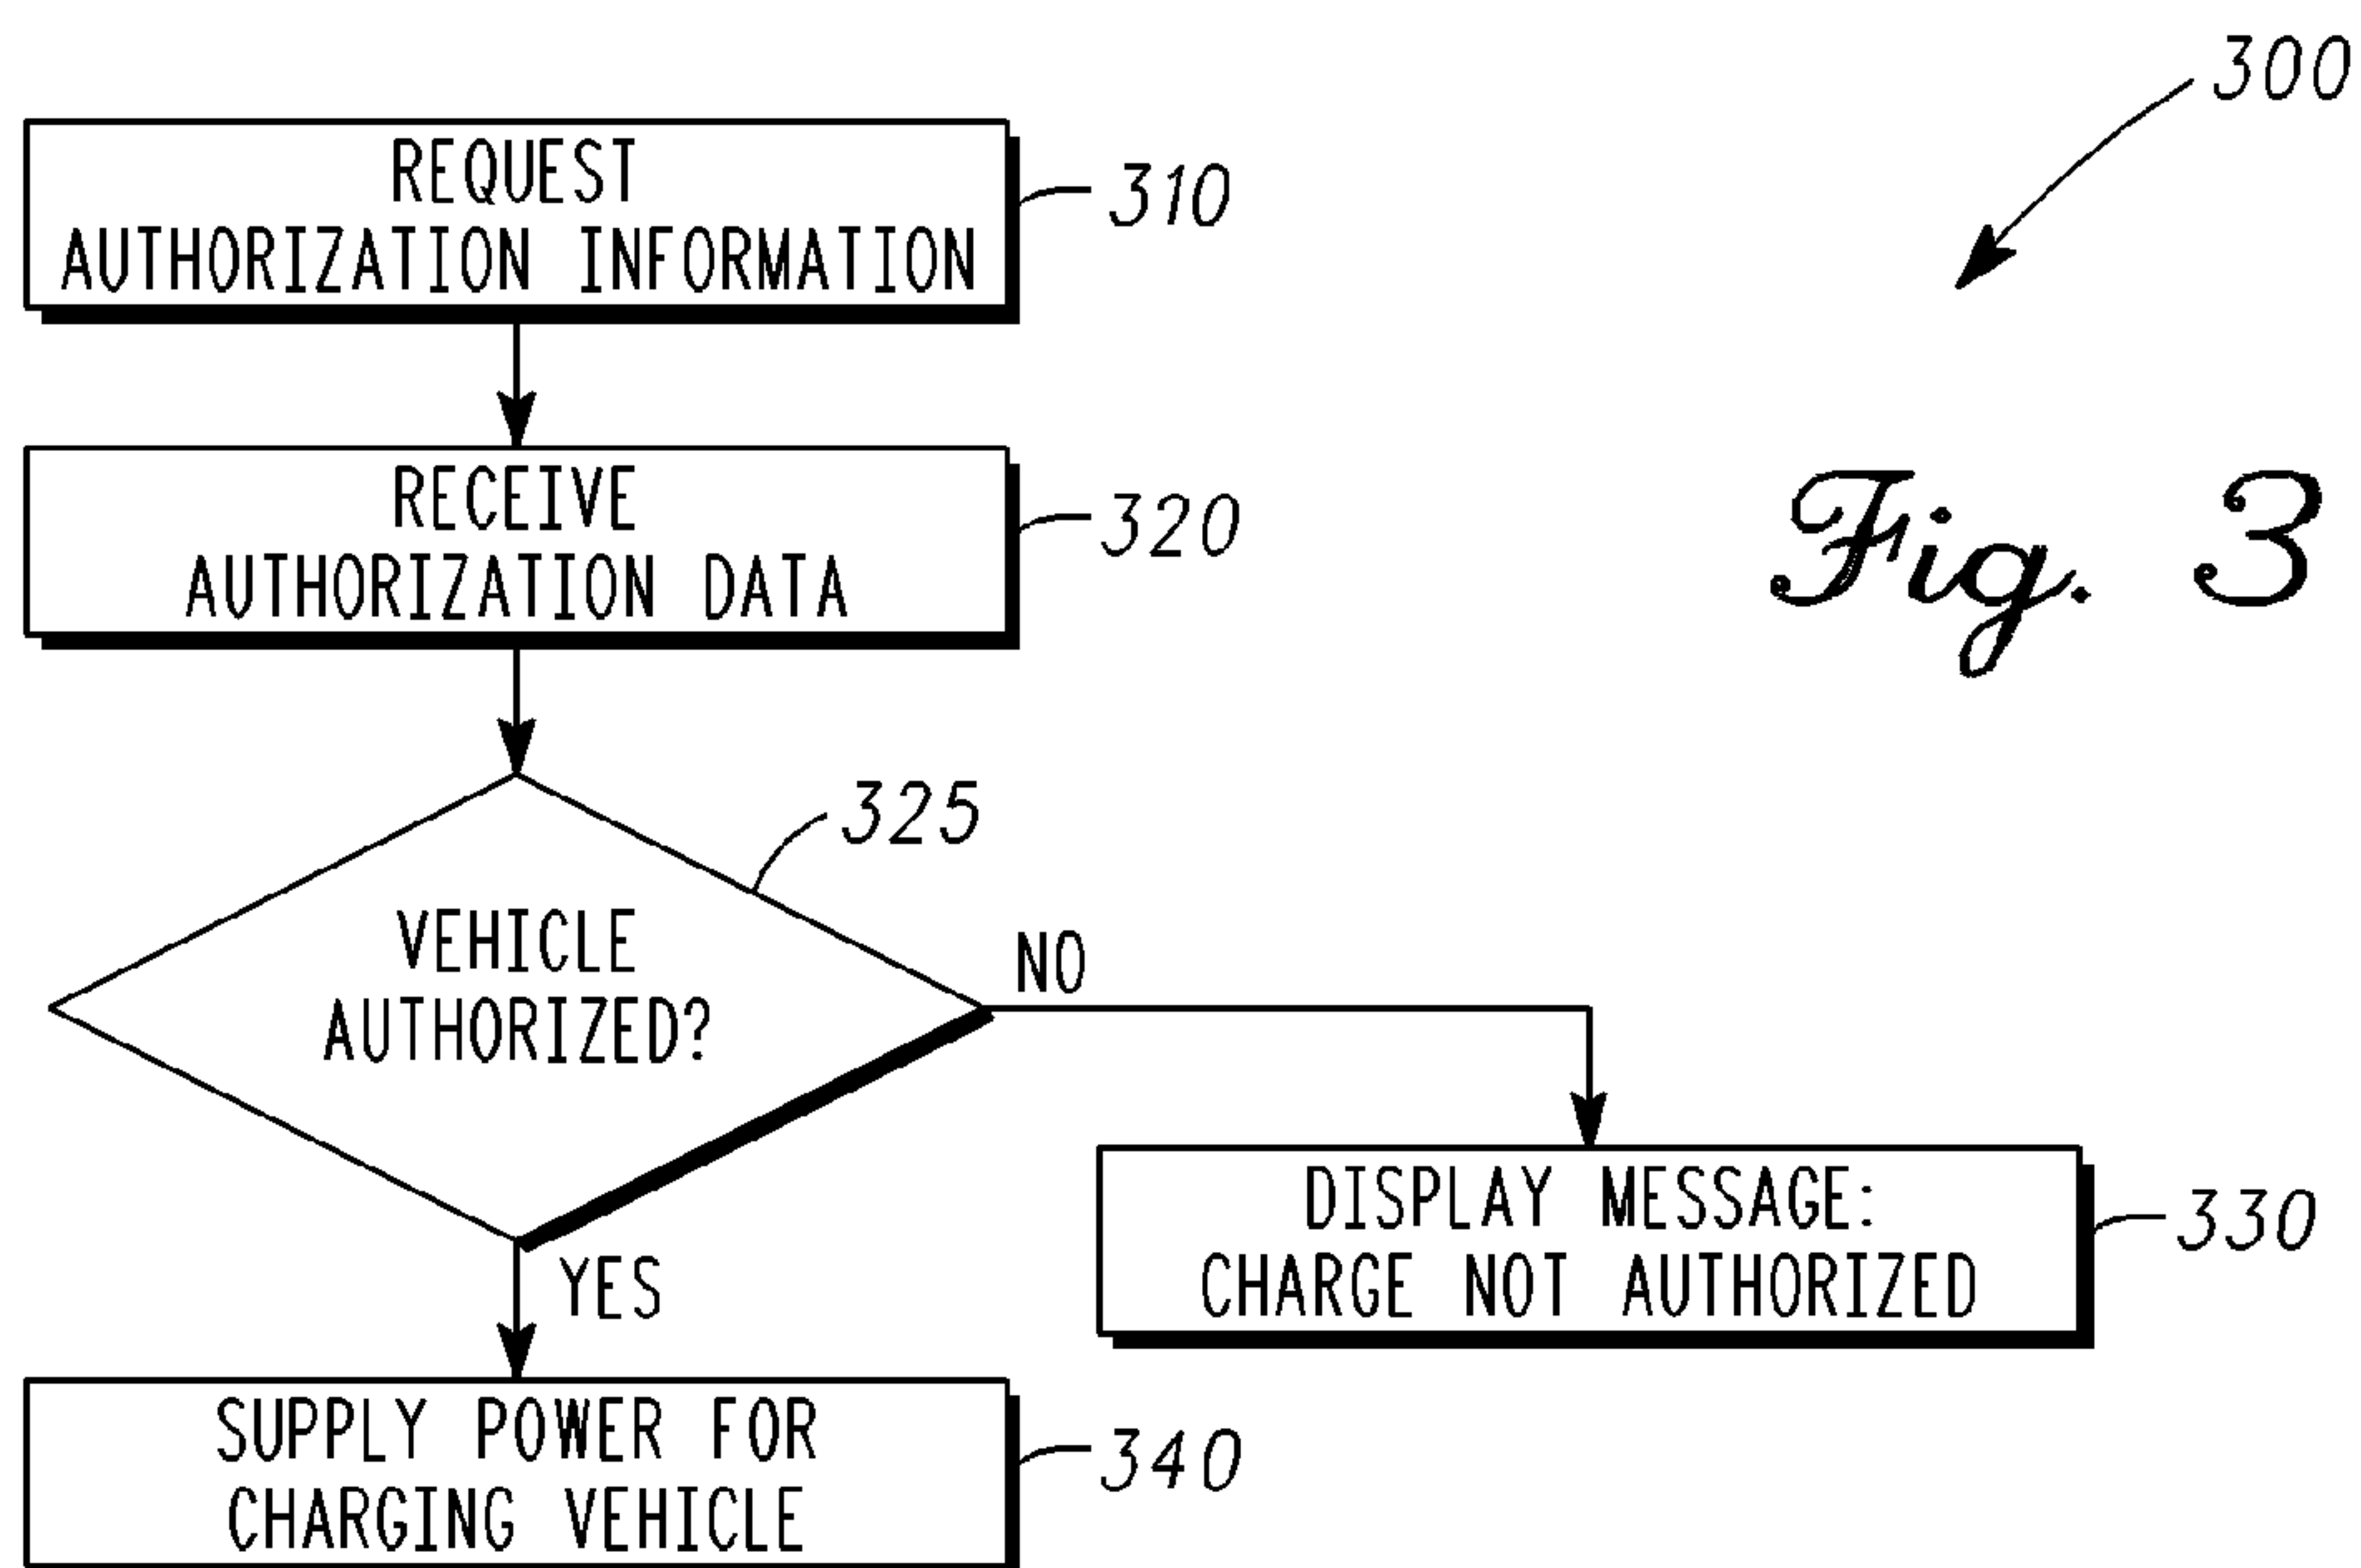 300
REQUEST
AUTHORIZATION INFORMATION
310
RECEIVE
AUTHORIZATION DATA
320
Fig. 3
325
VEHICLE
AUTHORIZED?
NO
DISPLAY MESSAGE:
CHARGE NOT AUTHORIZED
330
YES
SUPPLY POWER FOR
CHARGING VEHICLE
340